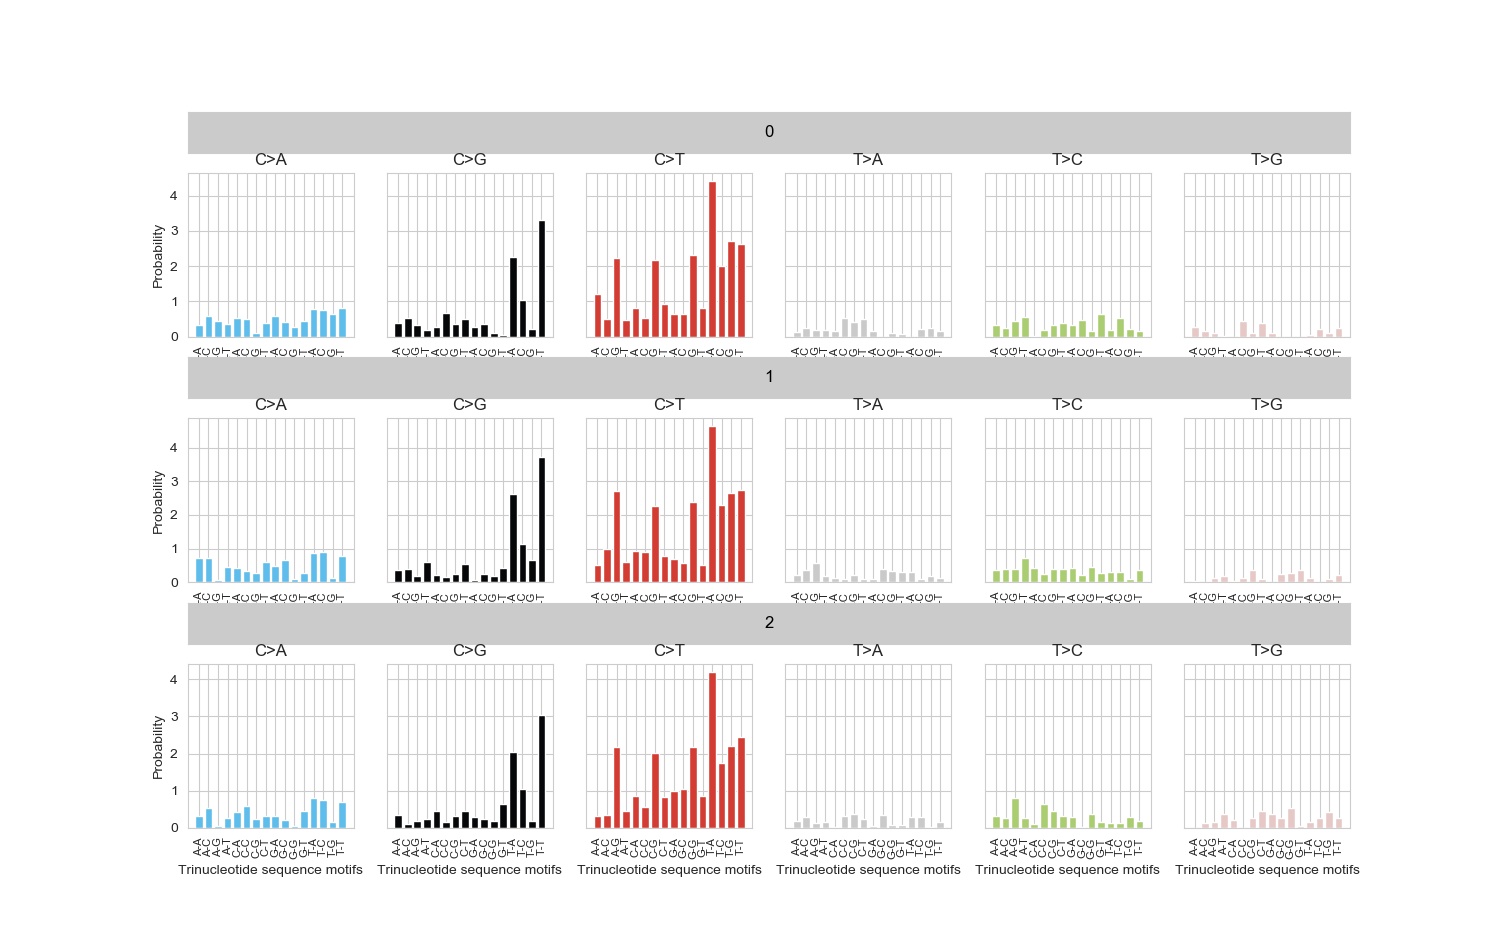 0
C>A C>G C>T T>A T>C T>G
4
3
2
1
0
Probability
1
C>A C>G C>T T>A T>C T>G
4
3
2
1
0
Probability
2
C>A C>G C>T T>A T>C T>G
4
3
2
1
0
Probability
A-A A-C A-G A-T C-A C-C C-G C-T G-A G-C G-G G-T T-A T-C T-G T-T
A-A A-C A-G A-T C-A C-C C-G C-T G-A G-C G-G G-T T-A T-C T-G T-T
A-A A-C A-G A-T C-A C-C C-G C-T G-A G-C G-G G-T T-A T-C T-G T-T
A-A A-C A-G A-T C-A C-C C-G C-T G-A G-C G-G G-T T-A T-C T-G T-T
A-A A-C A-G A-T C-A C-C C-G C-T G-A G-C G-G G-T T-A T-C T-G T-T
A-A A-C A-G A-T C-A C-C C-G C-T G-A G-C G-G G-T T-A T-C T-G T-T
Trinucleotide sequence motifs Trinucleotide sequence motifs Trinucleotide sequence motifs Trinucleotide sequence motifs Trinucleotide sequence motifs Trinucleotide sequence motifs